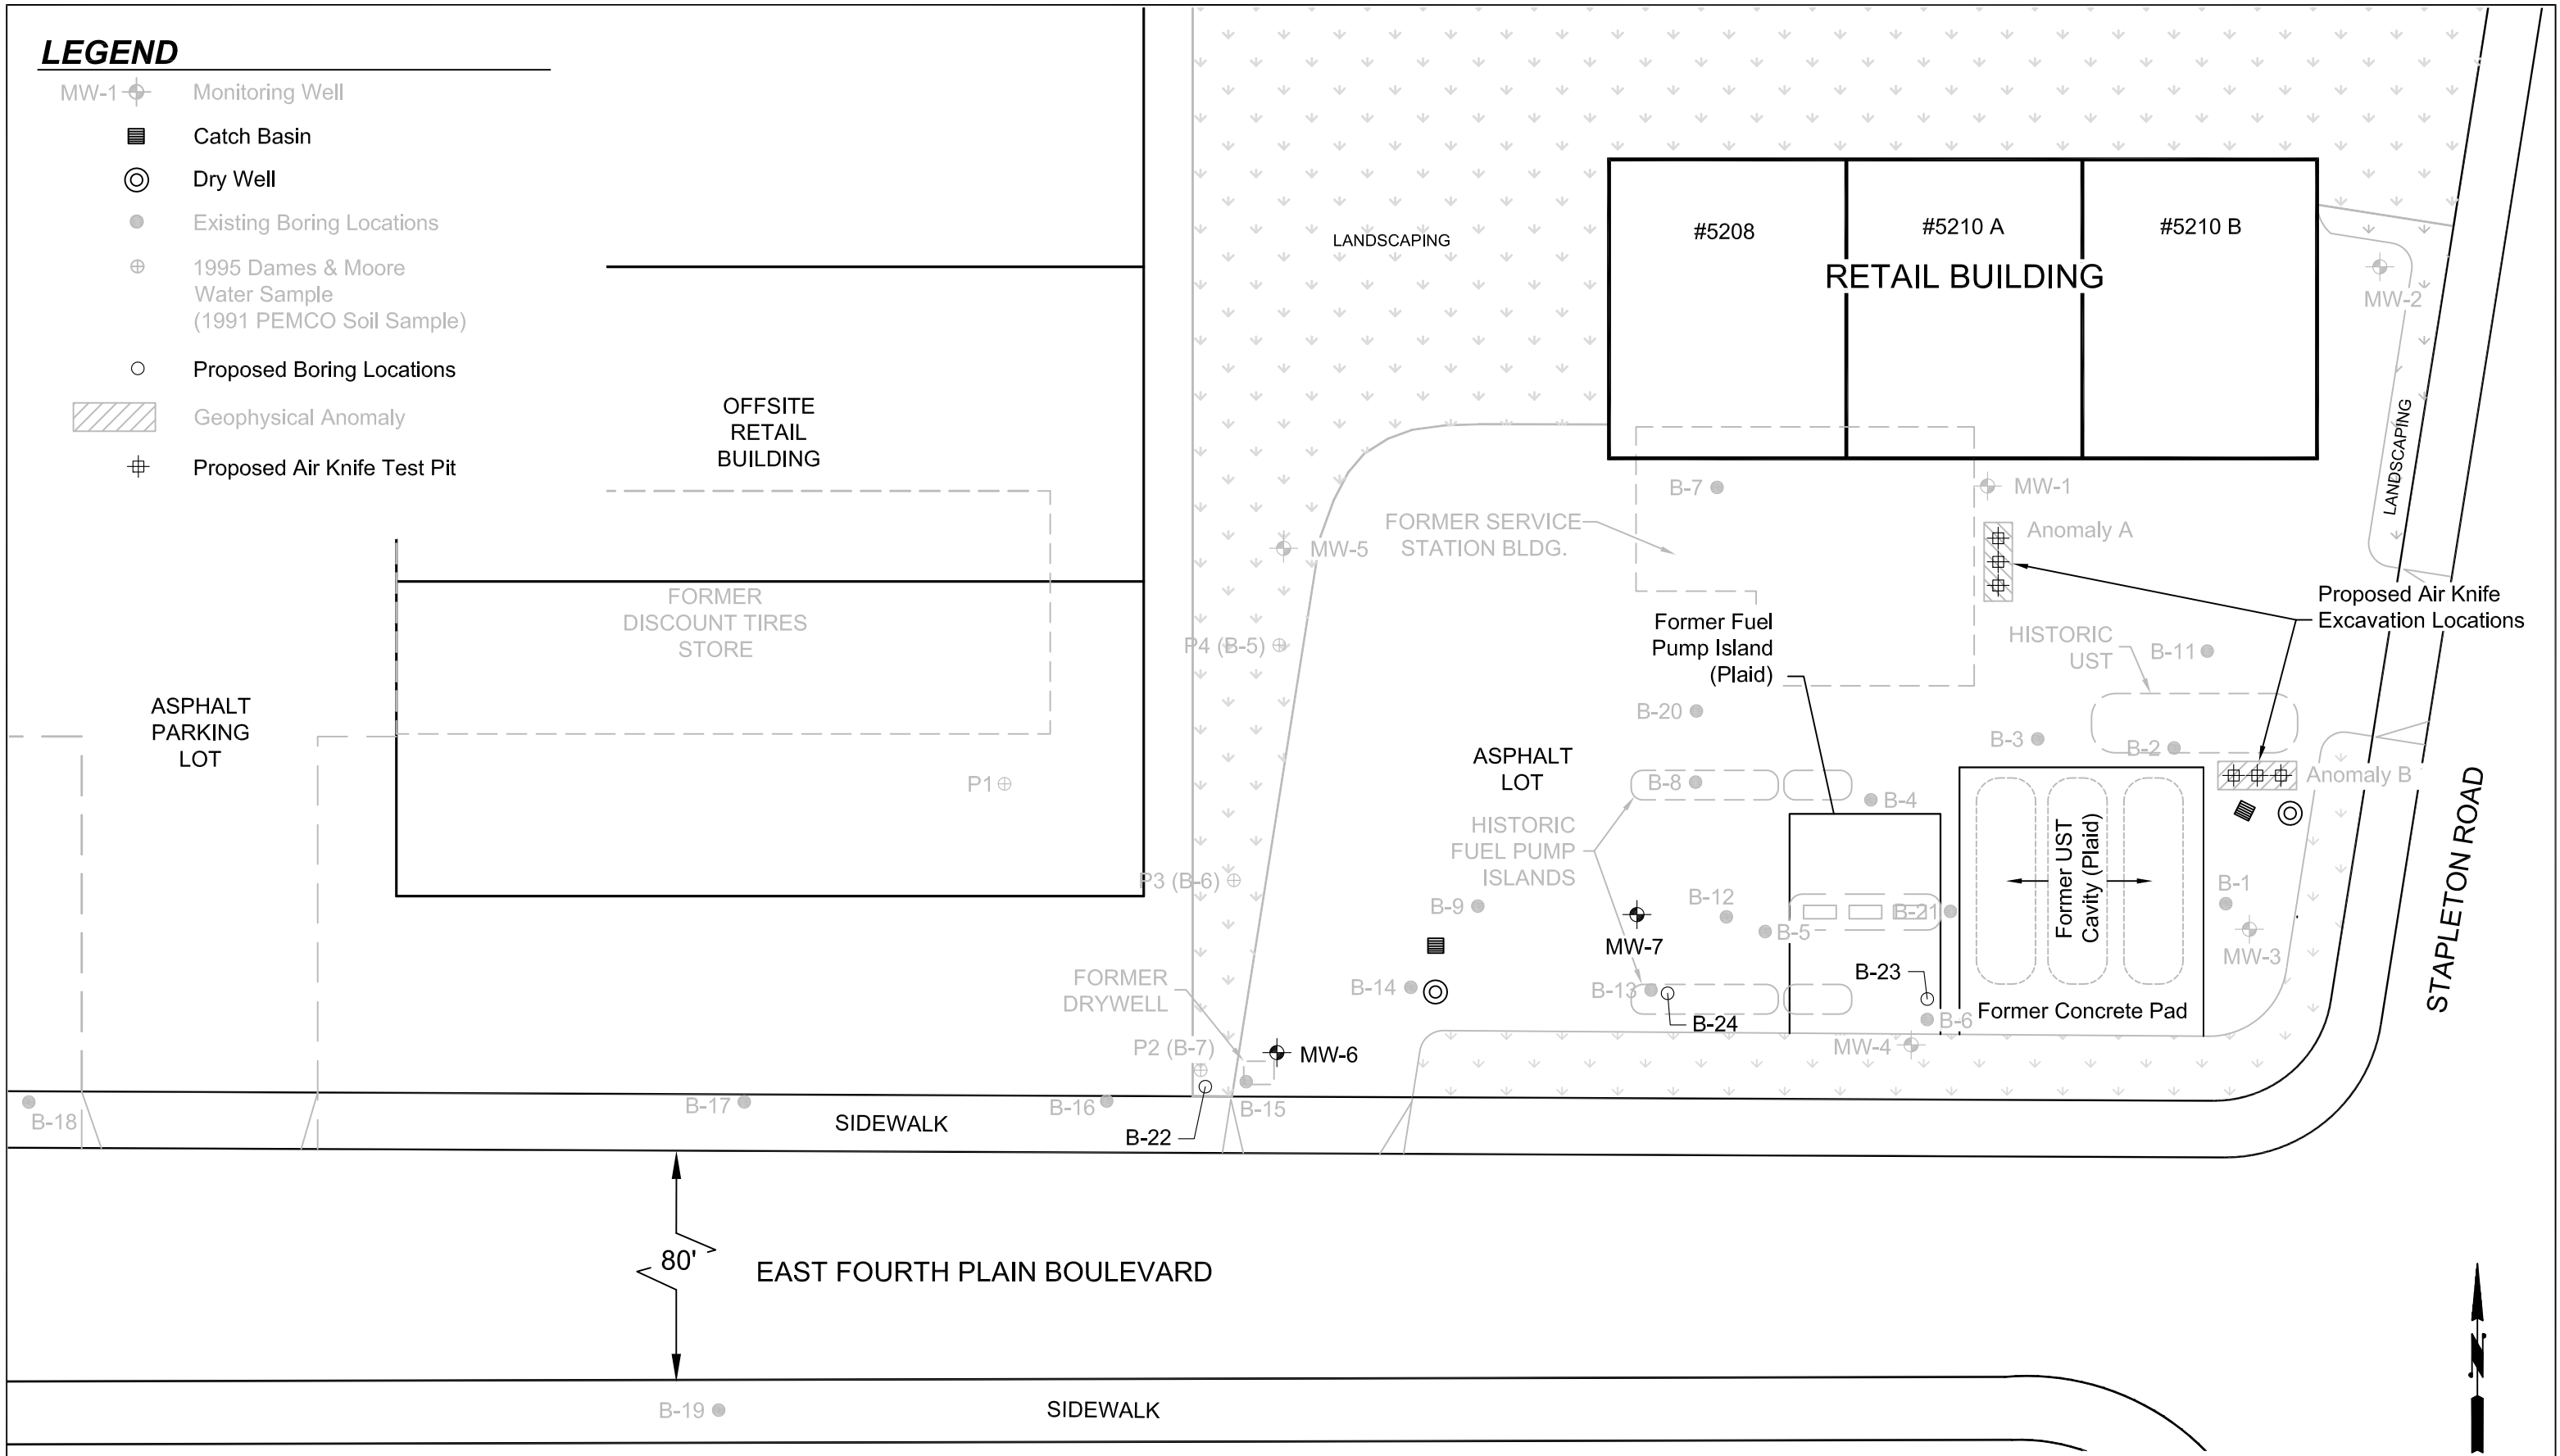 LEGEND
MW-1
Monitoring Well
Catch Basin
Dry Well
Existing Boring Locations
1995 Dames & Moore
Water Sample
(1991 PEMCO Soil Sample)
Proposed Boring Locations
Geophysical Anomaly
Proposed Air Knife Test Pit
OFFSITE
RETAIL
BUILDING
FORMER
DISCOUNT TIRES
STORE
ASPHALT
PARKING
LOT
P1
LANDSCAPING
#5208
#5210 A
#5210 B
RETAIL BUILDING
MW-2
LANDSCAPING
B-7
MW-1
FORMER SERVICE
STATION BLDG.
MW-5
Anomaly A
Proposed Air Knife
Excavation Locations
Former Fuel
Pump Island
(Plaid)
HISTORIC
UST
B-11
P4 (B-5)
B-20
B-3
B-2
ASPHALT
LOT
B-8
B-4
Anomaly B
HISTORIC
FUEL PUMP
ISLANDS
Former UST
Cavity (Plaid)
STAPLETON ROAD
P3 (B-6)
B-9
B-12
B-21
B-1
B-5
MW-7
MW-3
FORMER
DRYWELL
B-14
B-13
B-23
B-24
B-6
Former Concrete Pad
P2 (B-7)
MW-6
MW-4
B-18
B-17
B-16
B-15
SIDEWALK
B-22
80'
EAST FOURTH PLAIN BOULEVARD
B-19
SIDEWALK
N